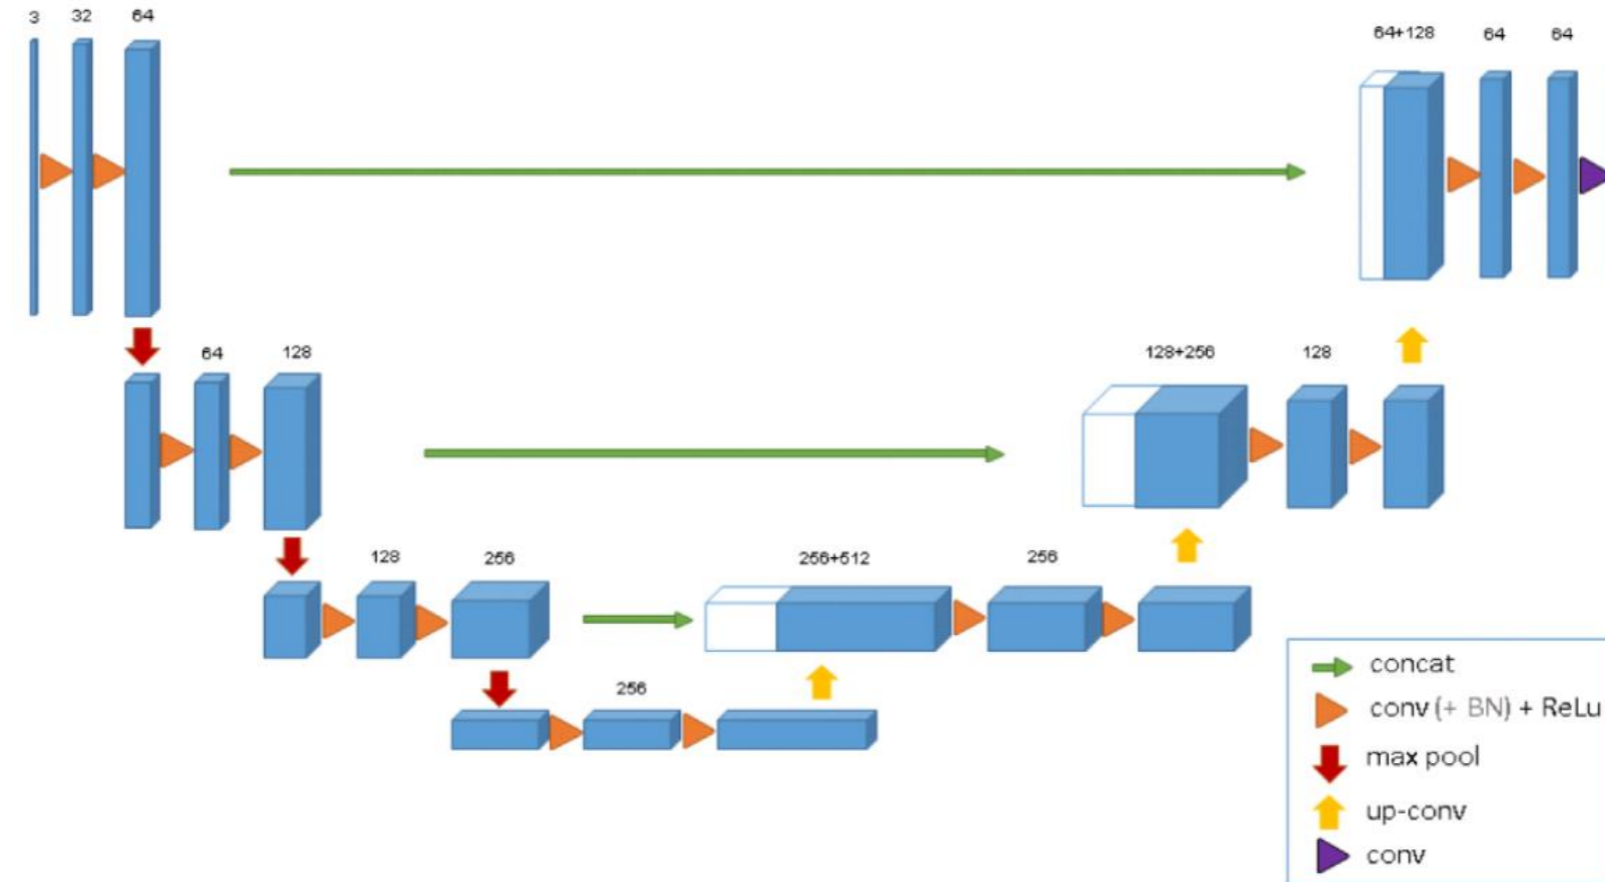 3 32 64
64+128 64 64
64 128
128+256 128
128 256
256+512 256
256
concat
conv (+ BN) + ReLu
max pool
up-conv
conv